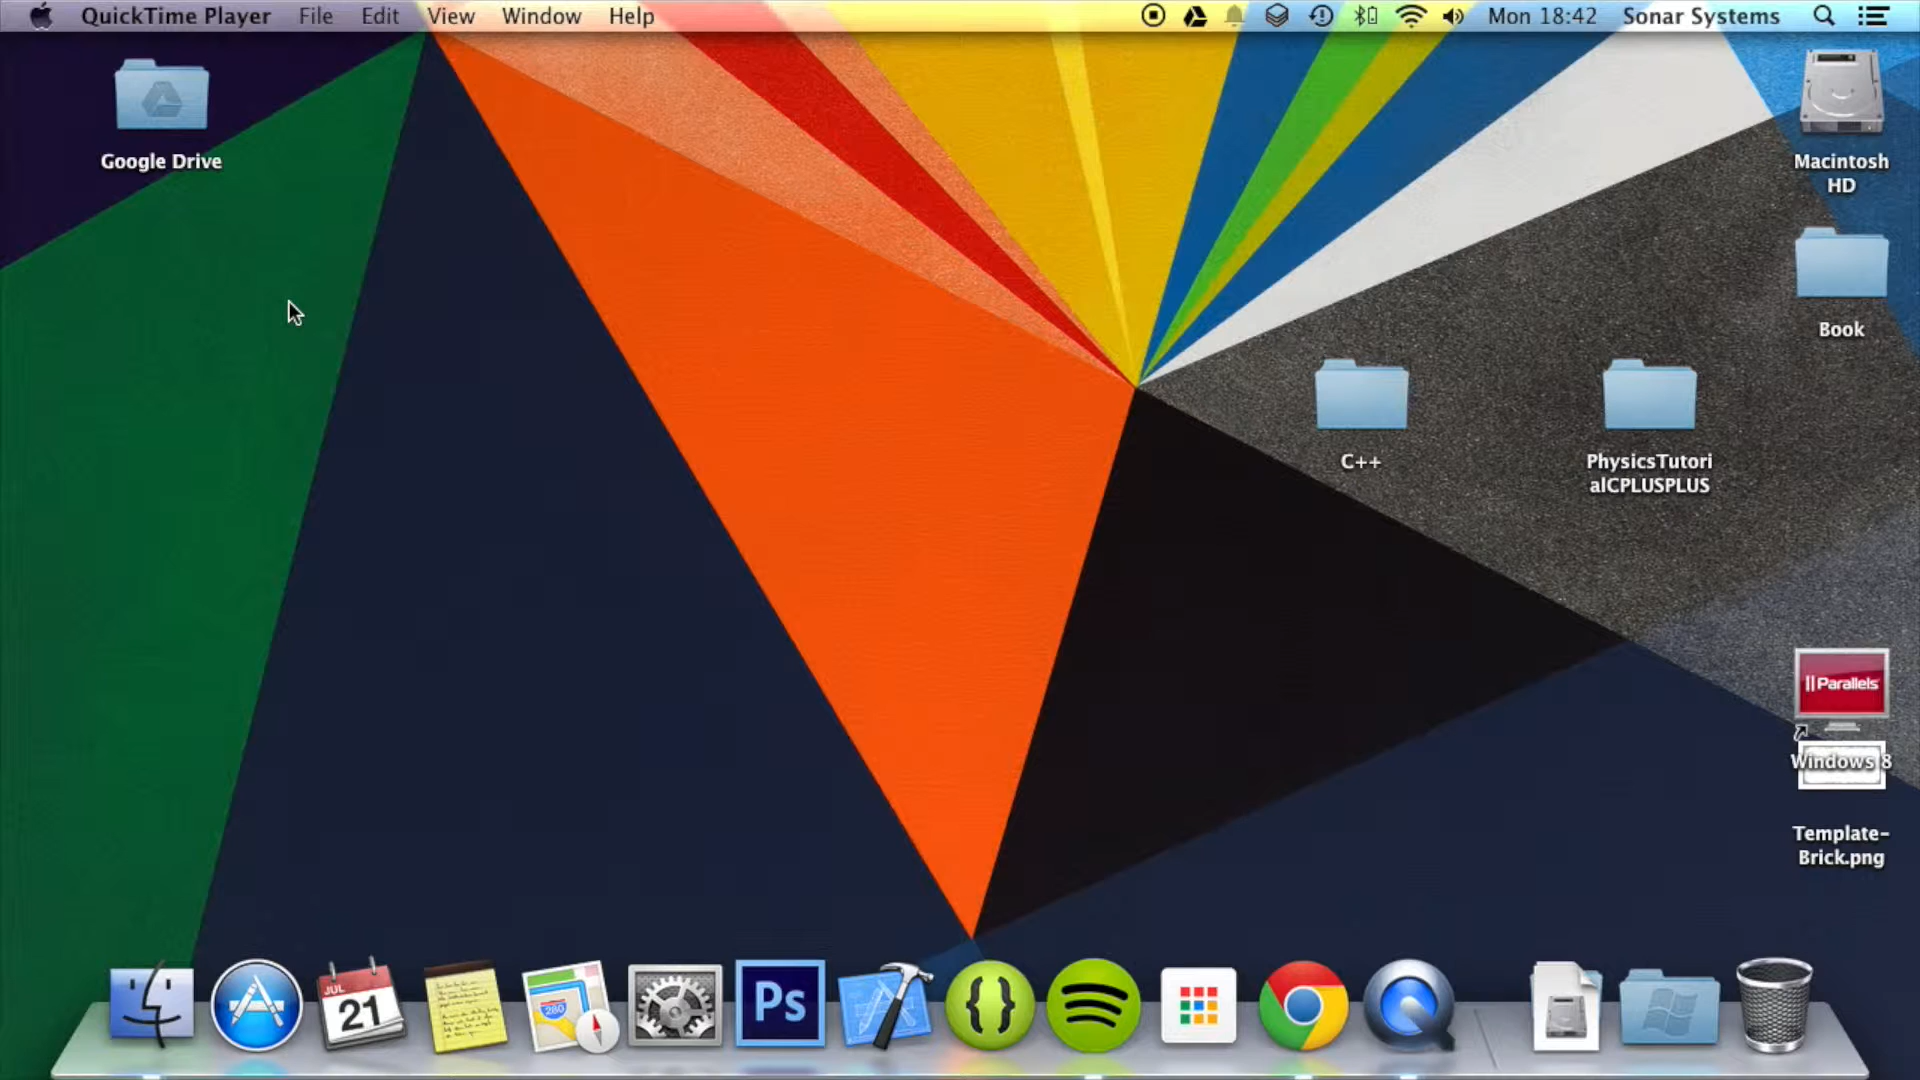 QuickTime Player File Edit View Window Help Mon 18:42 Sonar Systems
Google Drive
Macintosh
HD
Book
C++
PhysicsTutori
alCPLUSPLUS
||Parallels
Windows 8
Template-
Brick.png
JUL
21
280
Ps